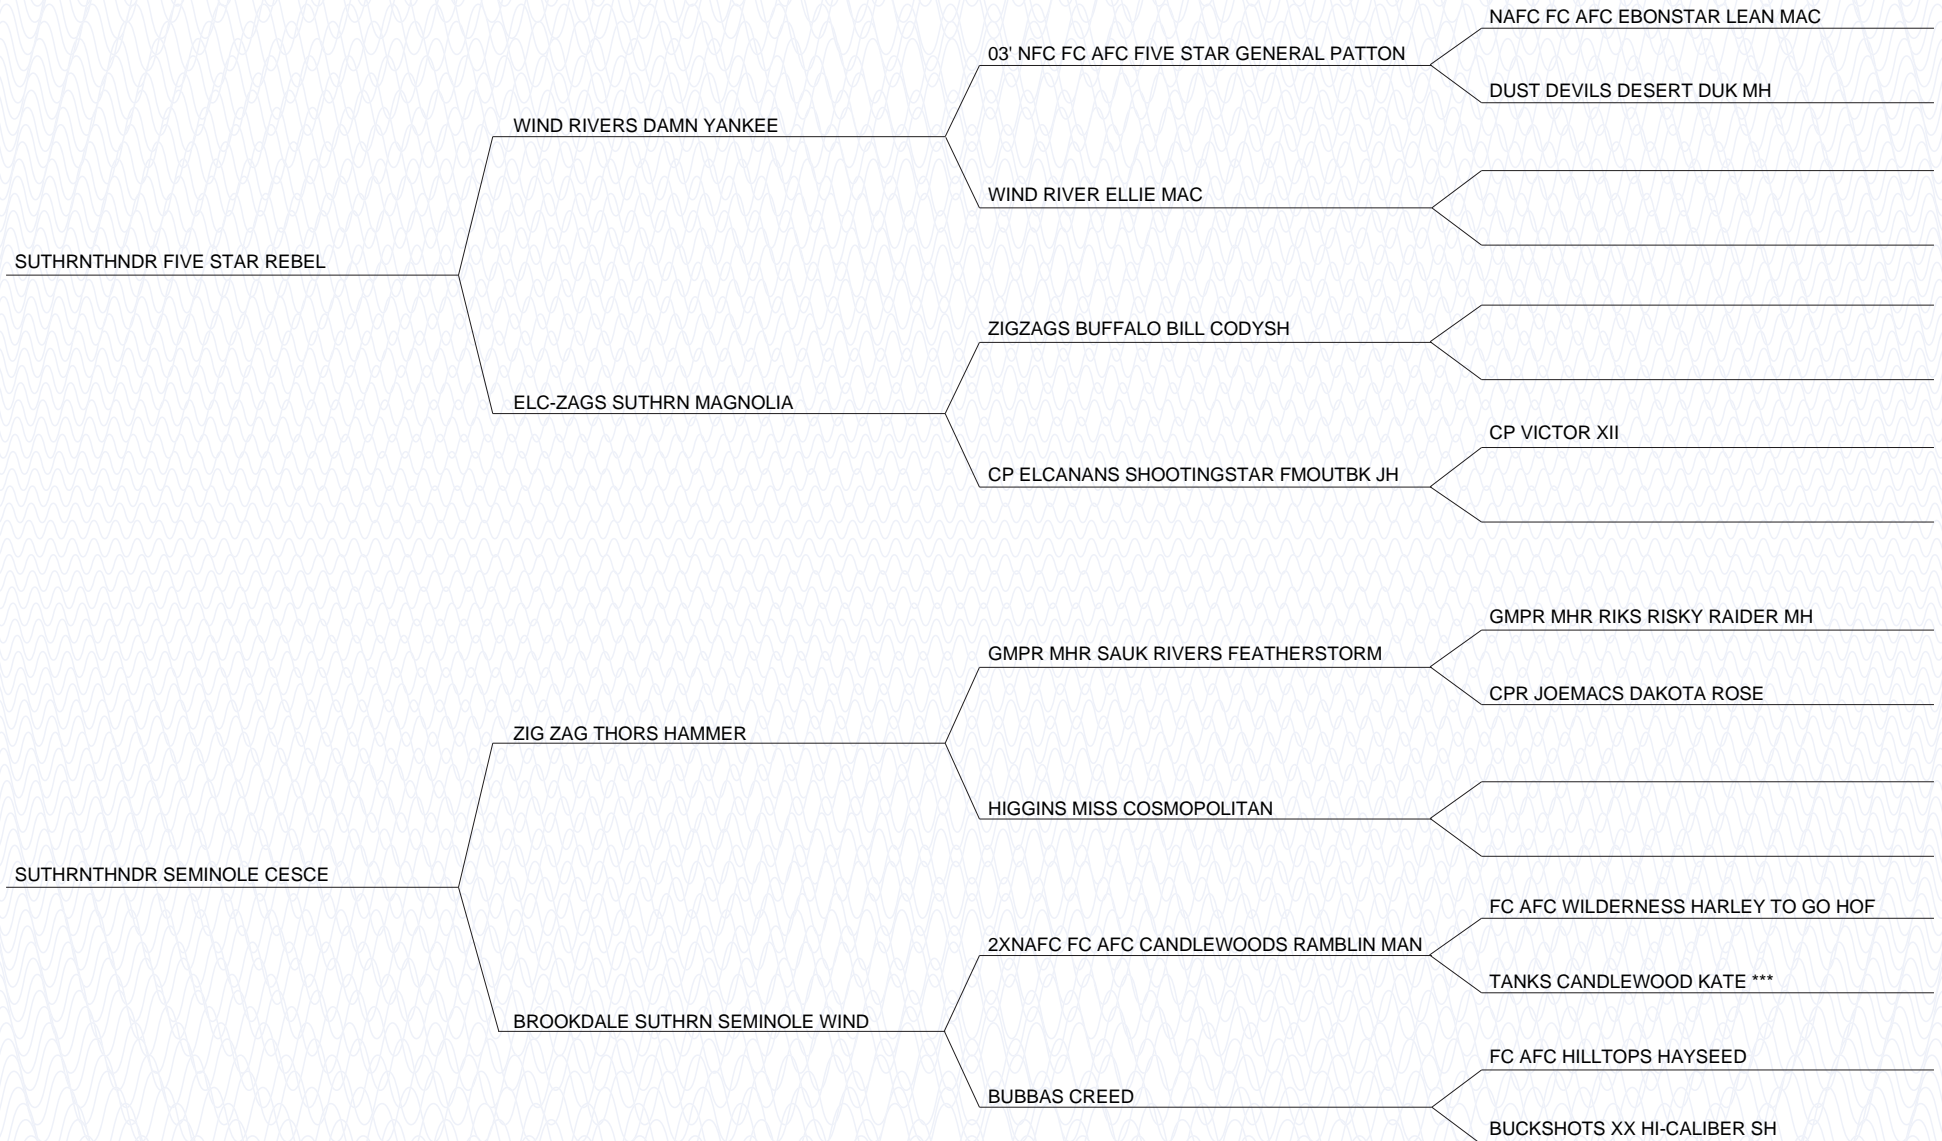 NAFC FC AFC EBONSTAR LEAN MAC
03' NFC FC AFC FIVE STAR GENERAL PATTON
DUST DEVILS DESERT DUK MH
WIND RIVERS DAMN YANKEE
WIND RIVER ELLIE MAC
SUTHRNTHNDR FIVE STAR REBEL
ZIGZAGS BUFFALO BILL CODYSH
ELC-ZAGS SUTHRN MAGNOLIA
CP VICTOR XII
CP ELCANANS SHOOTINGSTAR FMOUTBK JH
GMPR MHR RIKS RISKY RAIDER MH
GMPR MHR SAUK RIVERS FEATHERSTORM
CPR JOEMACS DAKOTA ROSE
ZIG ZAG THORS HAMMER
HIGGINS MISS COSMOPOLITAN
SUTHRNTHNDR SEMINOLE CESCE
FC AFC WILDERNESS HARLEY TO GO HOF
2XNAFC FC AFC CANDLEWOODS RAMBLIN MAN
TANKS CANDLEWOOD KATE ***
BROOKDALE SUTHRN SEMINOLE WIND
FC AFC HILLTOPS HAYSEED
BUBBAS CREED
BUCKSHOTS XX HI-CALIBER SH